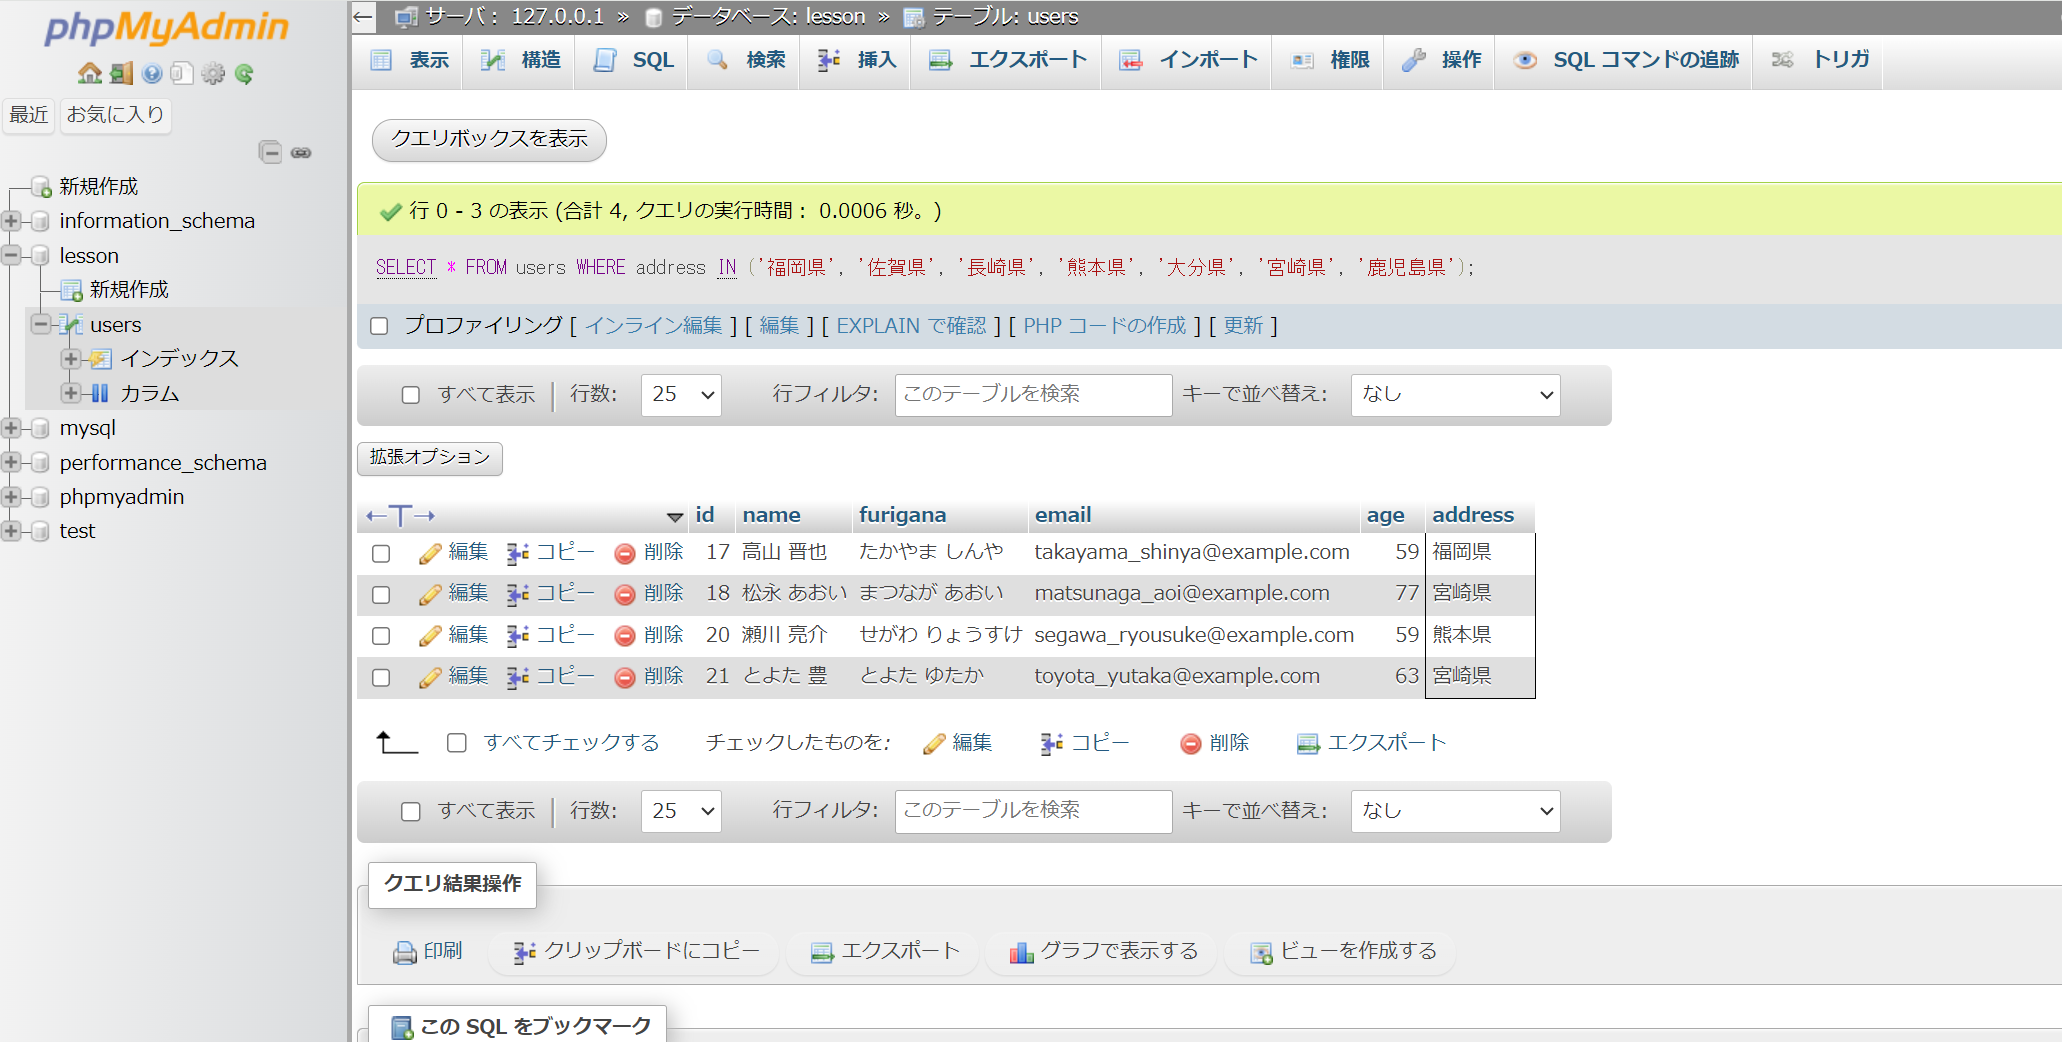 phpMyAdmin
最近 お気に入り
新規作成
information_schema
lesson
新規作成
users
インデックス
カラム
mysql
performance_schema
phpmyadmin
test
← サーバ： 127.0.0.1 » データベース: lesson » テーブル: users
表示 構造 SQL 検索 挿入 エクスポート インポート 権限 操作 SQL コマンドの追跡 トリガ
クエリボックスを表示
行 0 - 3 の表示 (合計 4, クエリの実行時間： 0.0006 秒。)
SELECT * FROM users WHERE address IN ('福岡県', '佐賀県', '長崎県', '熊本県', '大分県', '宮崎県', '鹿児島県');
プロファイリング [ インライン編集 ] [ 編集 ] [ EXPLAIN で確認 ] [ PHP コードの作成 ] [ 更新 ]
すべて表示 行数: 25 行フィルタ: このテーブルを検索 キーで並べ替え: なし
拡張オプション
←T→ id name furigana email age address
編集 コピー 削除 17 高山 晋也 たかやま しんや takayama_shinya@example.com 59 福岡県
編集 コピー 削除 18 松永 あおい まつなが あおい matsunaga_aoi@example.com 77 宮崎県
編集 コピー 削除 20 瀬川 亮介 せがわ りょうすけ segawa_ryousuke@example.com 59 熊本県
編集 コピー 削除 21 とよた 豊 とよた ゆたか toyota_yutaka@example.com 63 宮崎県
すべてチェックする チェックしたものを: 編集 コピー 削除 エクスポート
すべて表示 行数: 25 行フィルタ: このテーブルを検索 キーで並べ替え: なし
クエリ結果操作
印刷 クリップボードにコピー エクスポート グラフで表示する ビューを作成する
この SQL をブックマーク